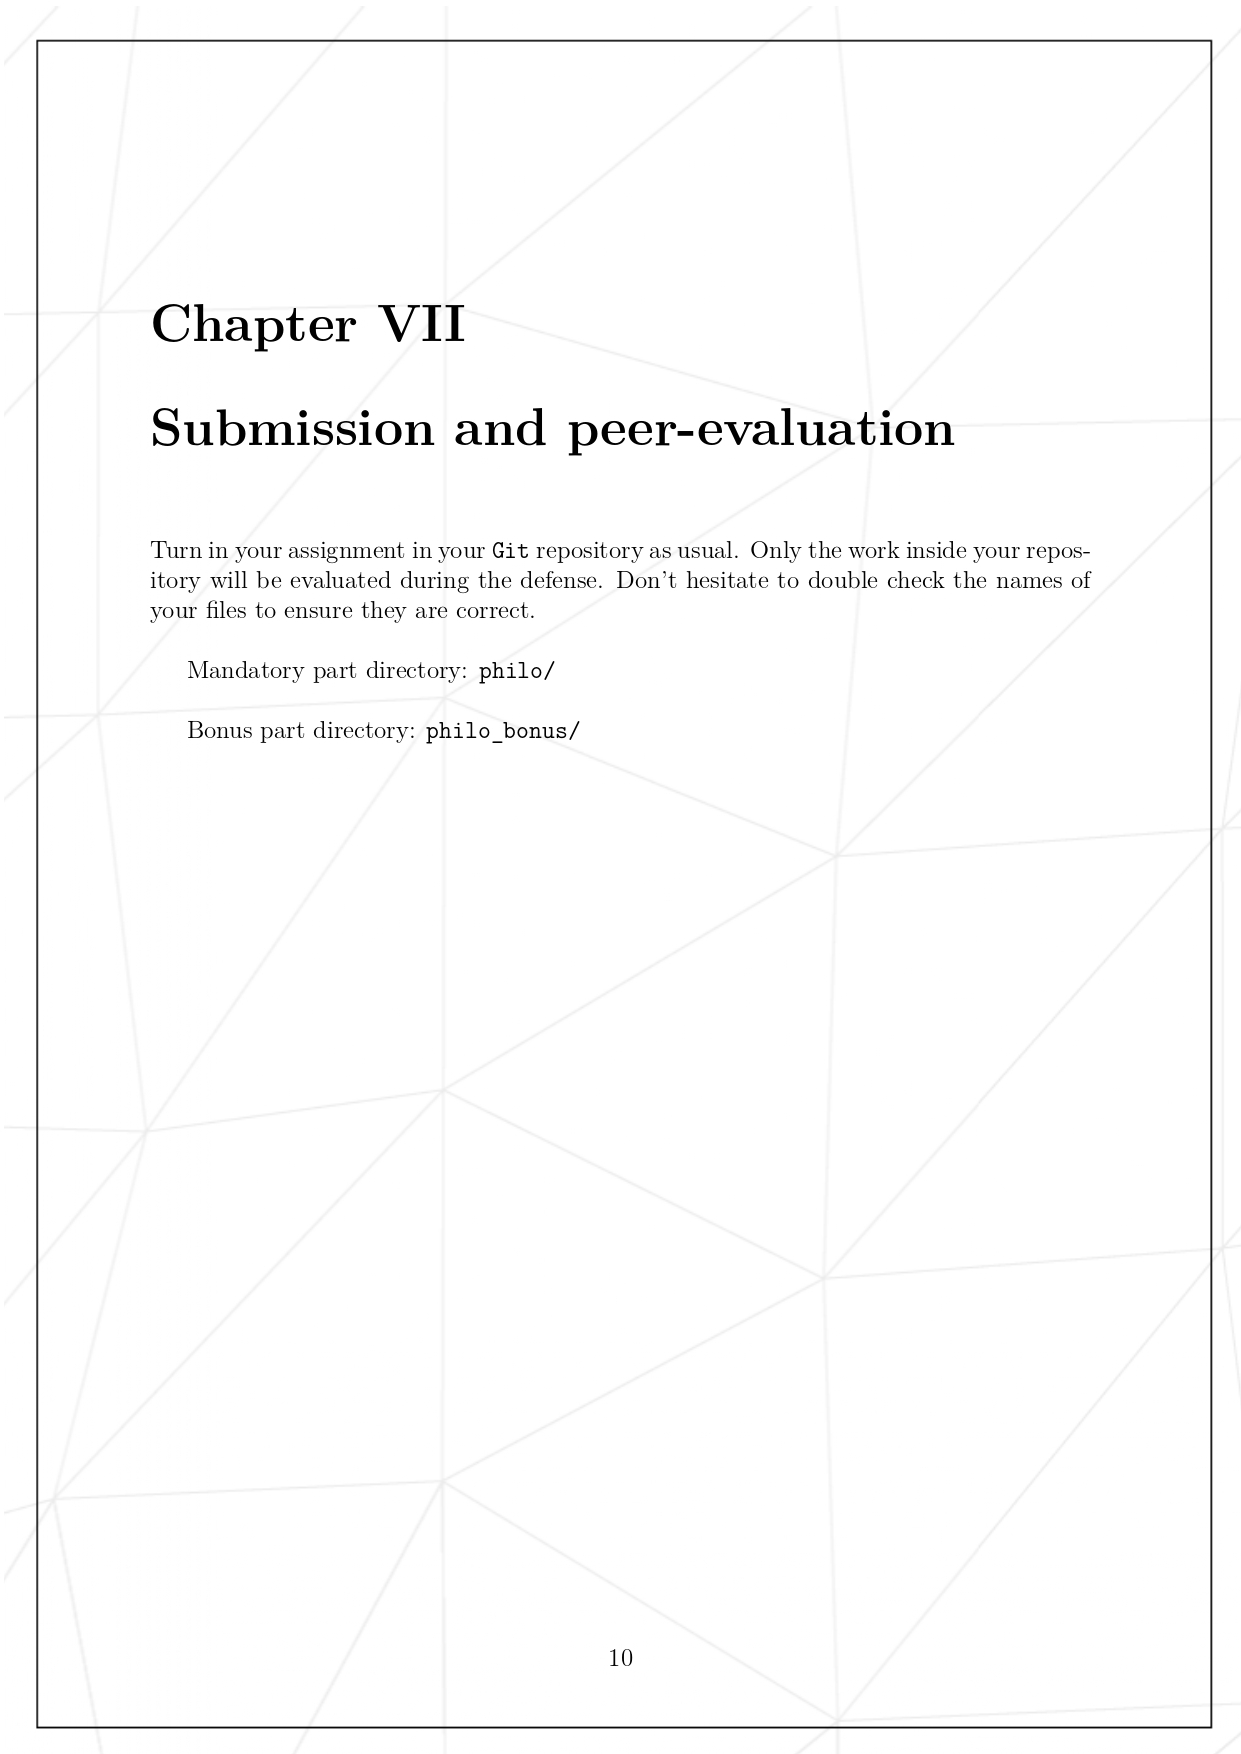 Chapter VII
Submission and peer-evaluation
Turn in your assignment in your Git repository as usual. Only the work inside your repos-
itory will be evaluated during the defense. Don't hesitate to double check the names of
your files to ensure they are correct.
Mandatory part directory: philo/
Bonus part directory: philo_bonus/
10